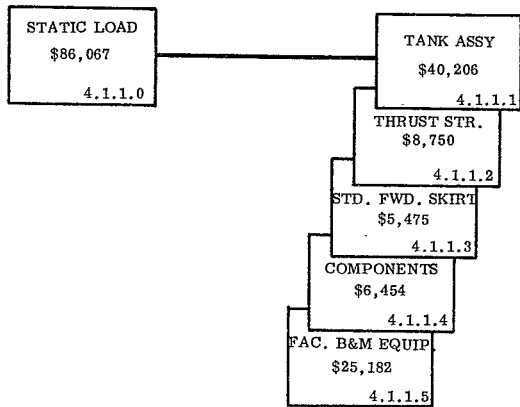 STATIC LOAD
$86,067
4.1.1.0
TANK ASSY
$40,206
4.1.1.1
THRUST STR.
$8,750
4.1.1.2
STD. FWD. SKIRT
$5,475
4.1.1.3
COMPONENTS
$6,454
4.1.1.4
FAC. B&M EQUIP.
$25,182
4.1.1.5